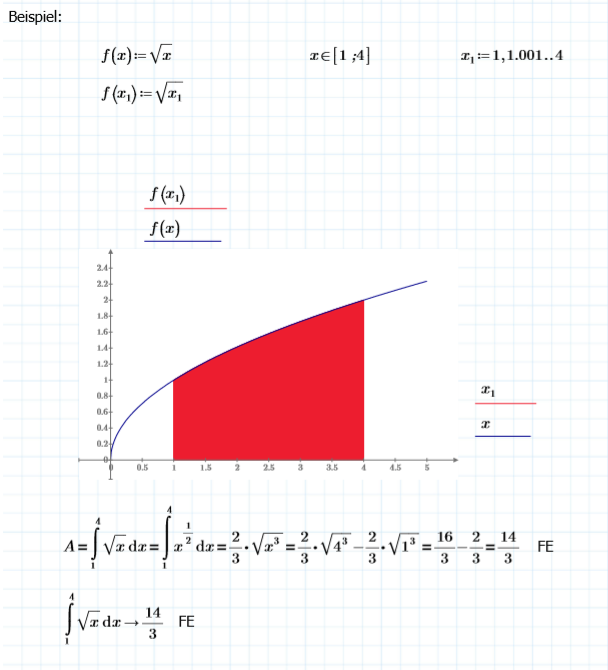 Beispiel:
f(x):=√x x∈[1 ;4] x₁:=1,1.001..4
f(x₁):=√x₁
f(x₁)
f(x)
2.4
2.2
2
1.8
1.6
1.4
1.2
1
0.8
0.6
0.4
0.2
0
0 0.5 1 1.5 2 2.5 3 3.5 4 4.5 5
x₁
x
A=∫₁⁴ √x dx=∫₁⁴ x^(1/2) dx=2/3·√x³=2/3·√4³−2/3·√1³=16/3−2/3=14/3 FE
∫₁⁴ √x dx→14/3 FE